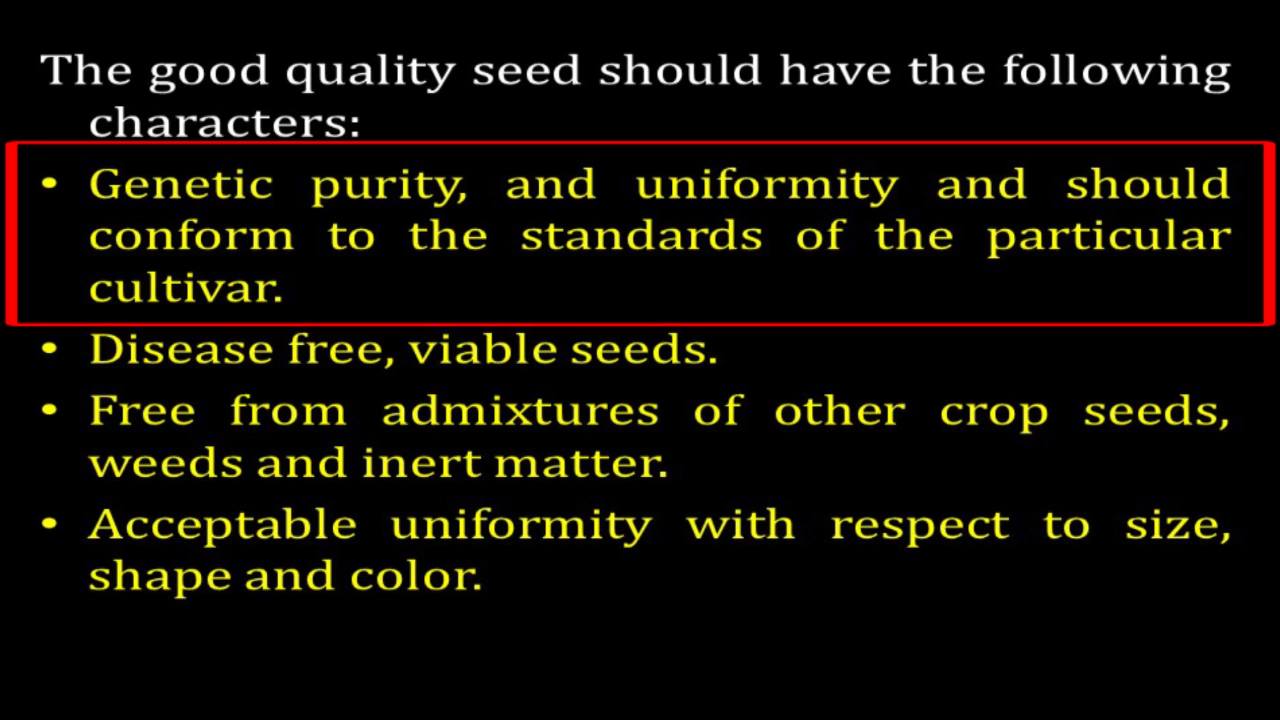 The good quality seed should have the following
characters:
• Genetic purity, and uniformity and should
conform to the standards of the particular
cultivar.
• Disease free, viable seeds.
• Free from admixtures of other crop seeds,
weeds and inert matter.
• Acceptable uniformity with respect to size,
shape and color.